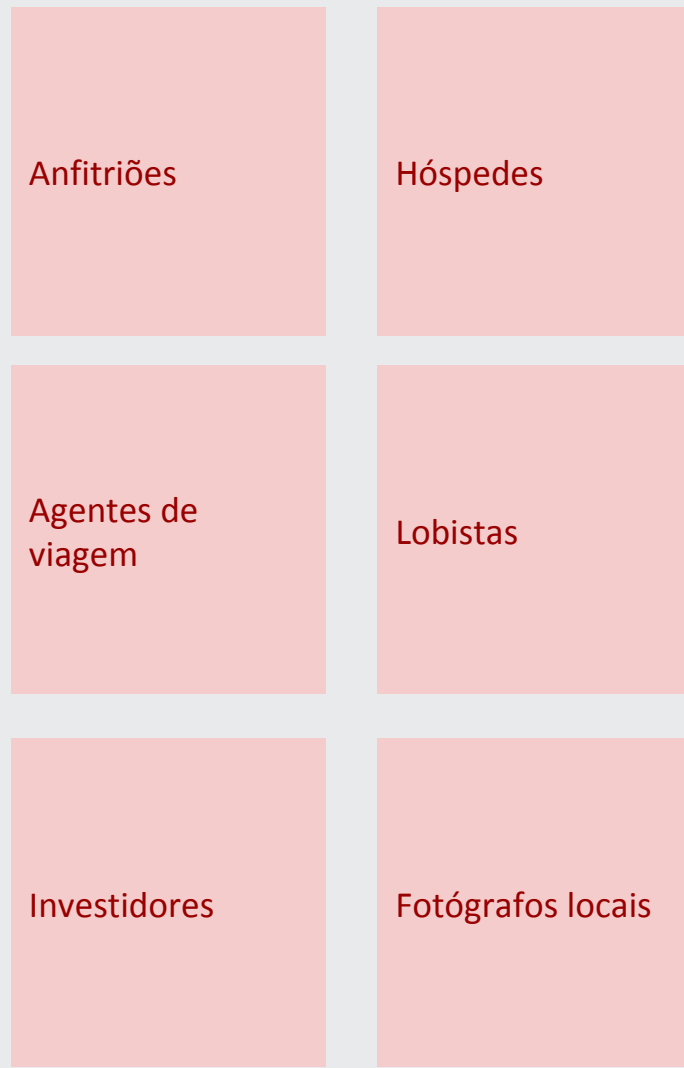 Anfitriões
Hóspedes
Agentes de
viagem
Lobistas
Investidores
Fotógrafos locais